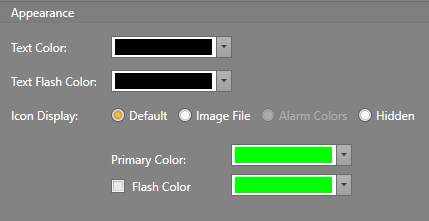 Appearance
Text Color:
Text Flash Color:
Icon Display: Default Image File Alarm Colors Hidden
Primary Color:
Flash Color